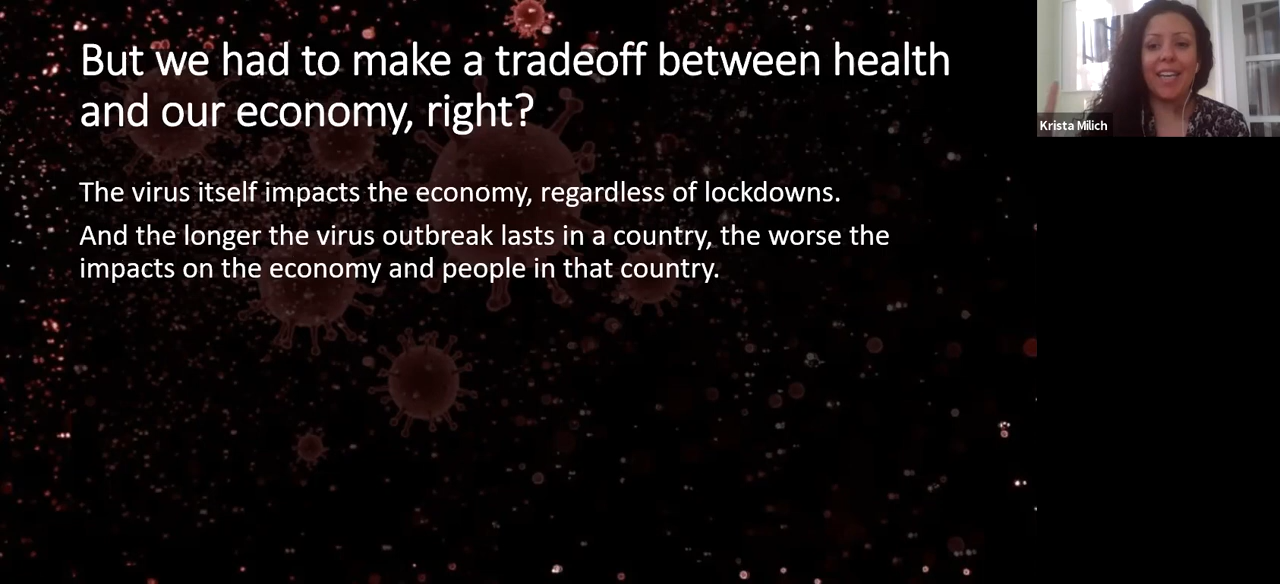 But we had to make a tradeoff between health
and our economy, right?
The virus itself impacts the economy, regardless of lockdowns.
And the longer the virus outbreak lasts in a country, the worse the
impacts on the economy and people in that country.
Krista Milich